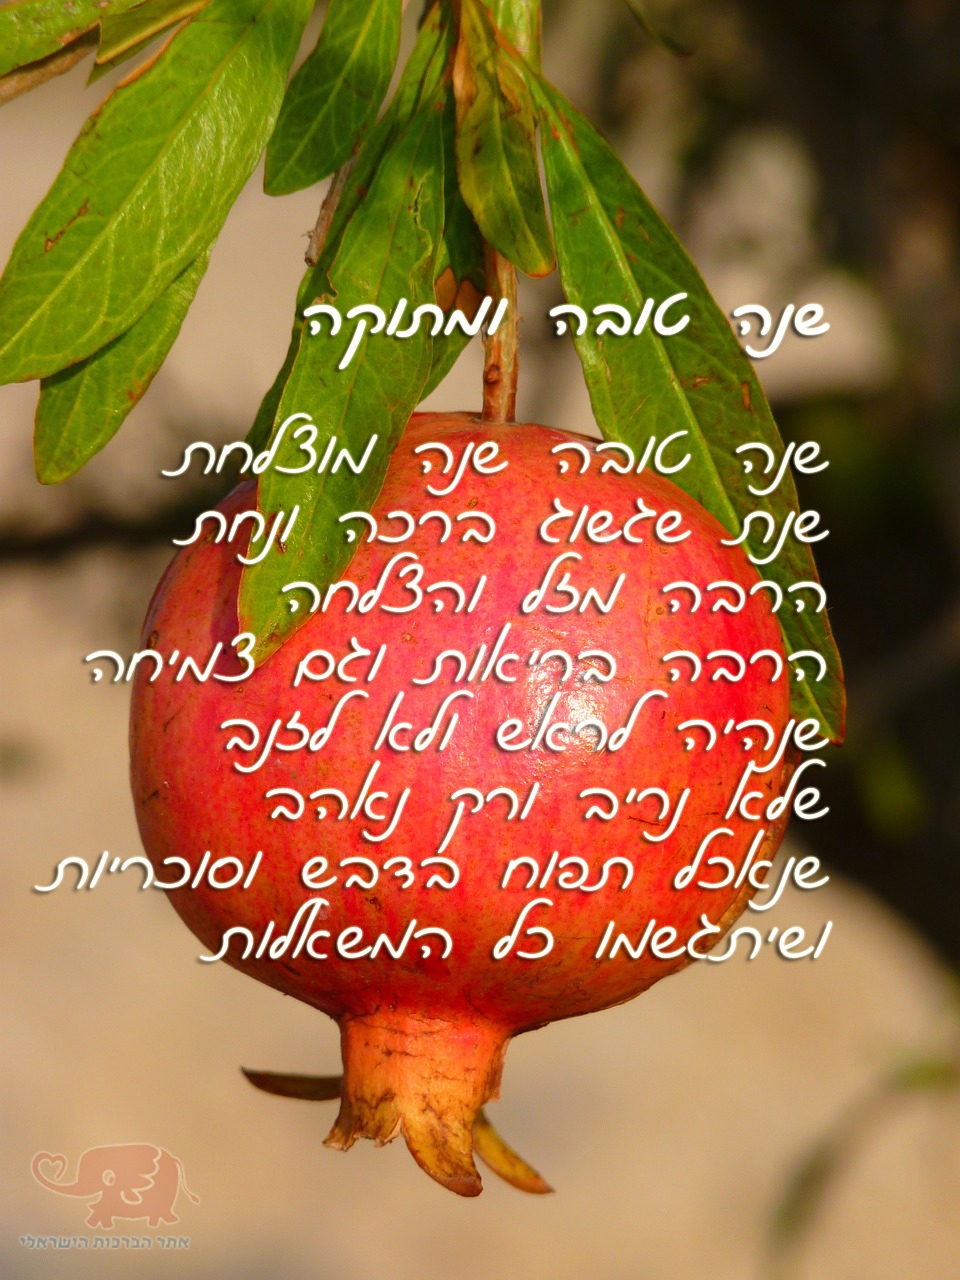 שנה טובה ומתוקה
שנה טובה שנה מוצלחת
שנת שגשוג ברכה ונחת
הרבה מזל והצלחה
הרבה בריאות וגם צמיחה
שנהיה לראש ולא לזנב
שלא נריב ורק נאהב
שנאכל תפוח בדבש וסוכריות
ושיתגשמו כל המשאלות
אתר הברכות הישראלי